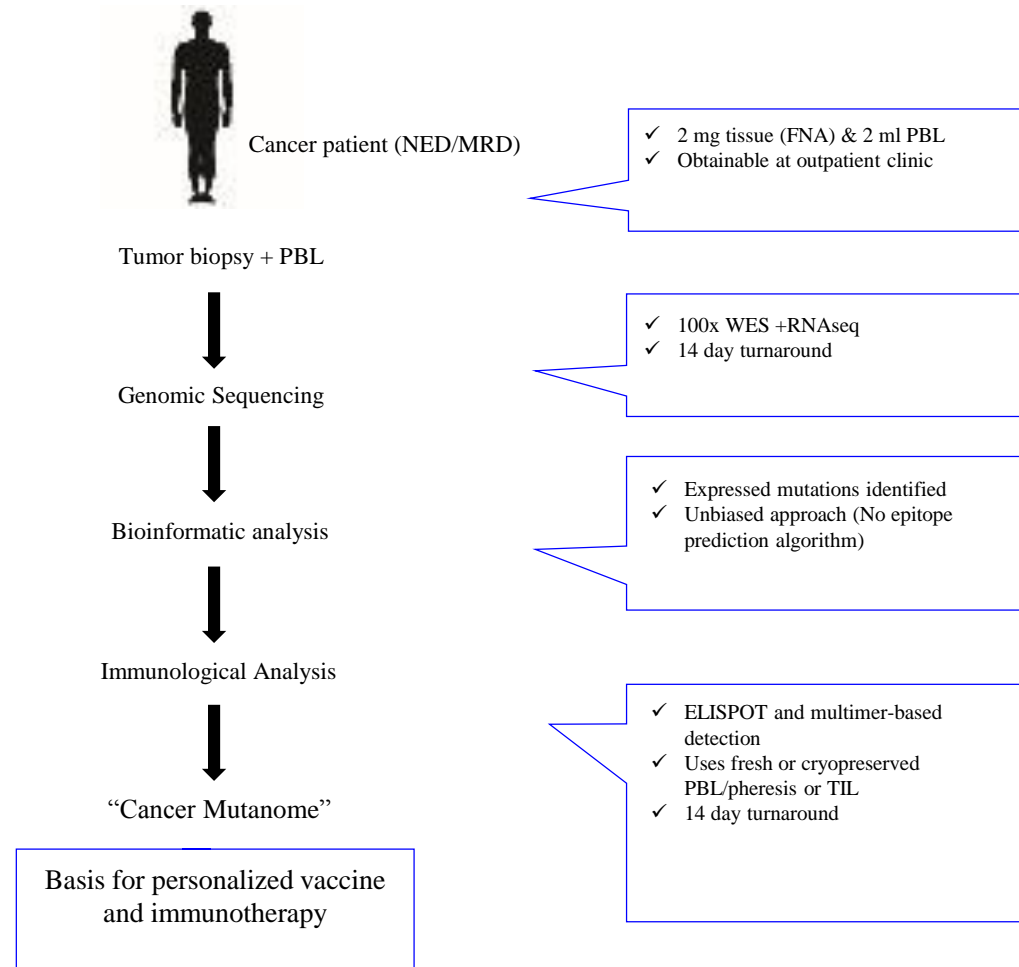 Cancer patient (NED/MRD)
✓ 2 mg tissue (FNA) & 2 ml PBL
✓ Obtainable at outpatient clinic
Tumor biopsy + PBL
✓ 100x WES +RNAseq
✓ 14 day turnaround
Genomic Sequencing
✓ Expressed mutations identified
✓ Unbiased approach (No epitope
prediction algorithm)
Bioinformatic analysis
Immunological Analysis
✓ ELISPOT and multimer-based
detection
✓ Uses fresh or cryopreserved
PBL/pheresis or TIL
✓ 14 day turnaround
“Cancer Mutanome”
Basis for personalized vaccine
and immunotherapy